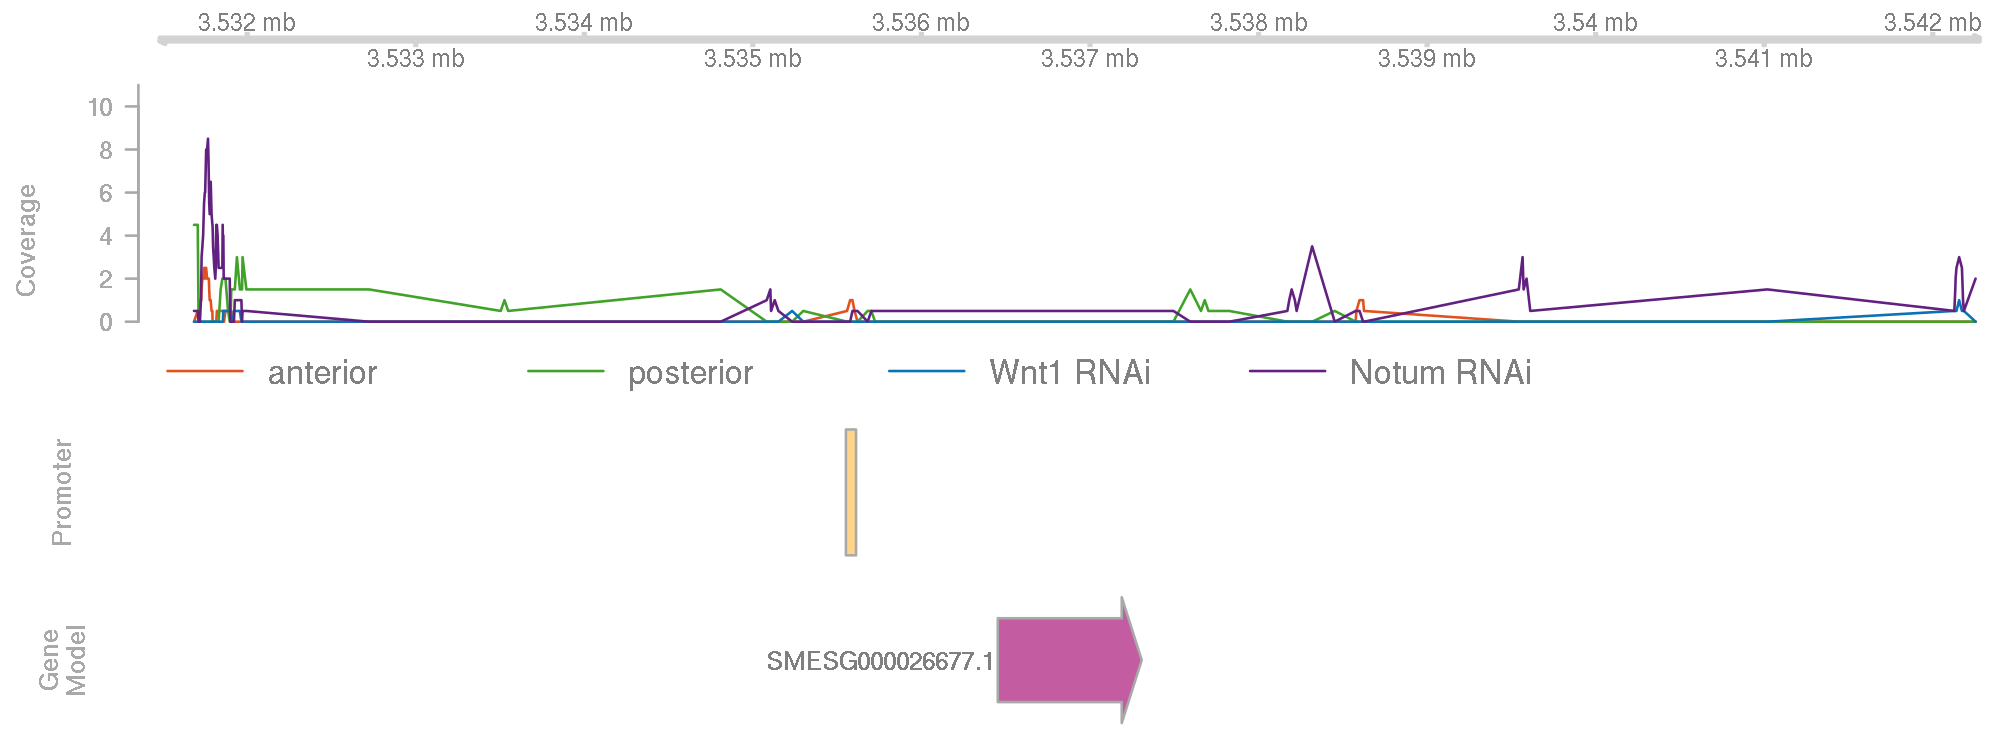 3.532 mb 3.534 mb 3.536 mb 3.538 mb 3.54 mb 3.542 mb
3.533 mb 3.535 mb 3.537 mb 3.539 mb 3.541 mb
Coverage
10
8
6
4
2
0
anterior posterior Wnt1 RNAi Notum RNAi
Promoter
Gene
Model
SMESG000026677.1